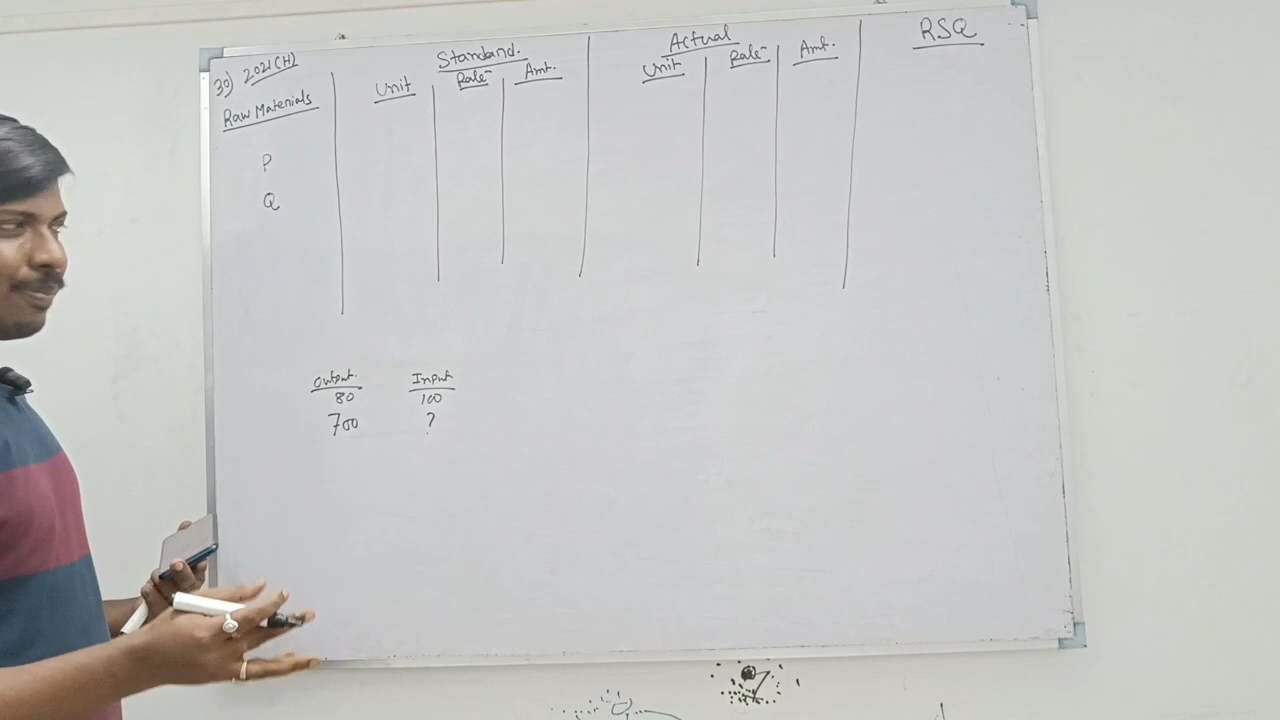 30) 2021(H)
Raw Materials
P
Q
Standard.
Unit Rate Amt.
Actual
Unit Rate Amt.
RSQ
Output. Input
80 100
700 ?